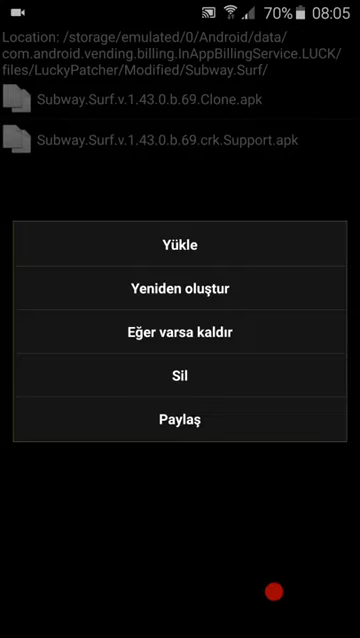 70% 08:05
Location: /storage/emulated/0/Android/data/
com.android.vending.billing.InAppBillingService.LUCK/
files/LuckyPatcher/Modified/Subway.Surf/
Subway.Surf.v.1.43.0.b.69.Clone.apk
Subway.Surf.v.1.43.0.b.69.crk.Support.apk
Yükle
Yeniden oluştur
Eğer varsa kaldır
Sil
Paylaş